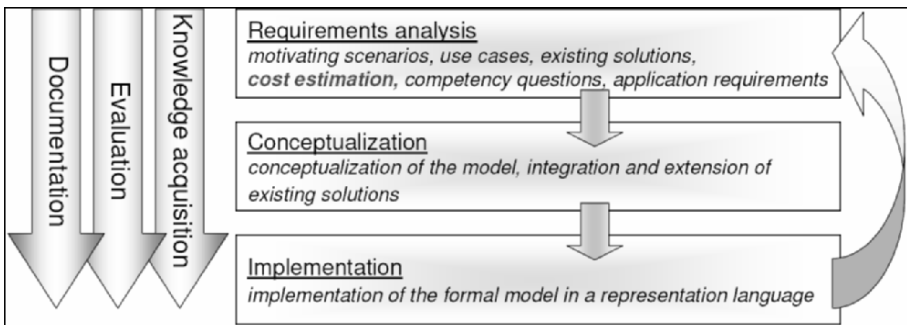 Documentation
Evaluation
Knowledge acquisition
Requirements analysis
motivating scenarios, use cases, existing solutions,
cost estimation, competency questions, application requirements
Conceptualization
conceptualization of the model, integration and extension of
existing solutions
Implementation
implementation of the formal model in a representation language